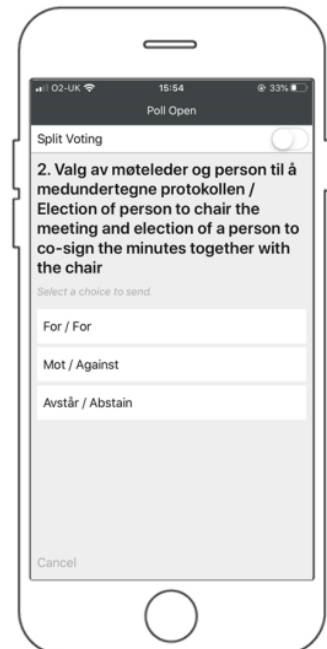 O2-UK 15:54 33%
Poll Open
Split Voting
2. Valg av møteleder og person til å
medundertegne protokollen /
Election of person to chair the
meeting and election of a person to
co-sign the minutes together with
the chair
Select a choice to send.
For / For
Mot / Against
Avstår / Abstain
Cancel